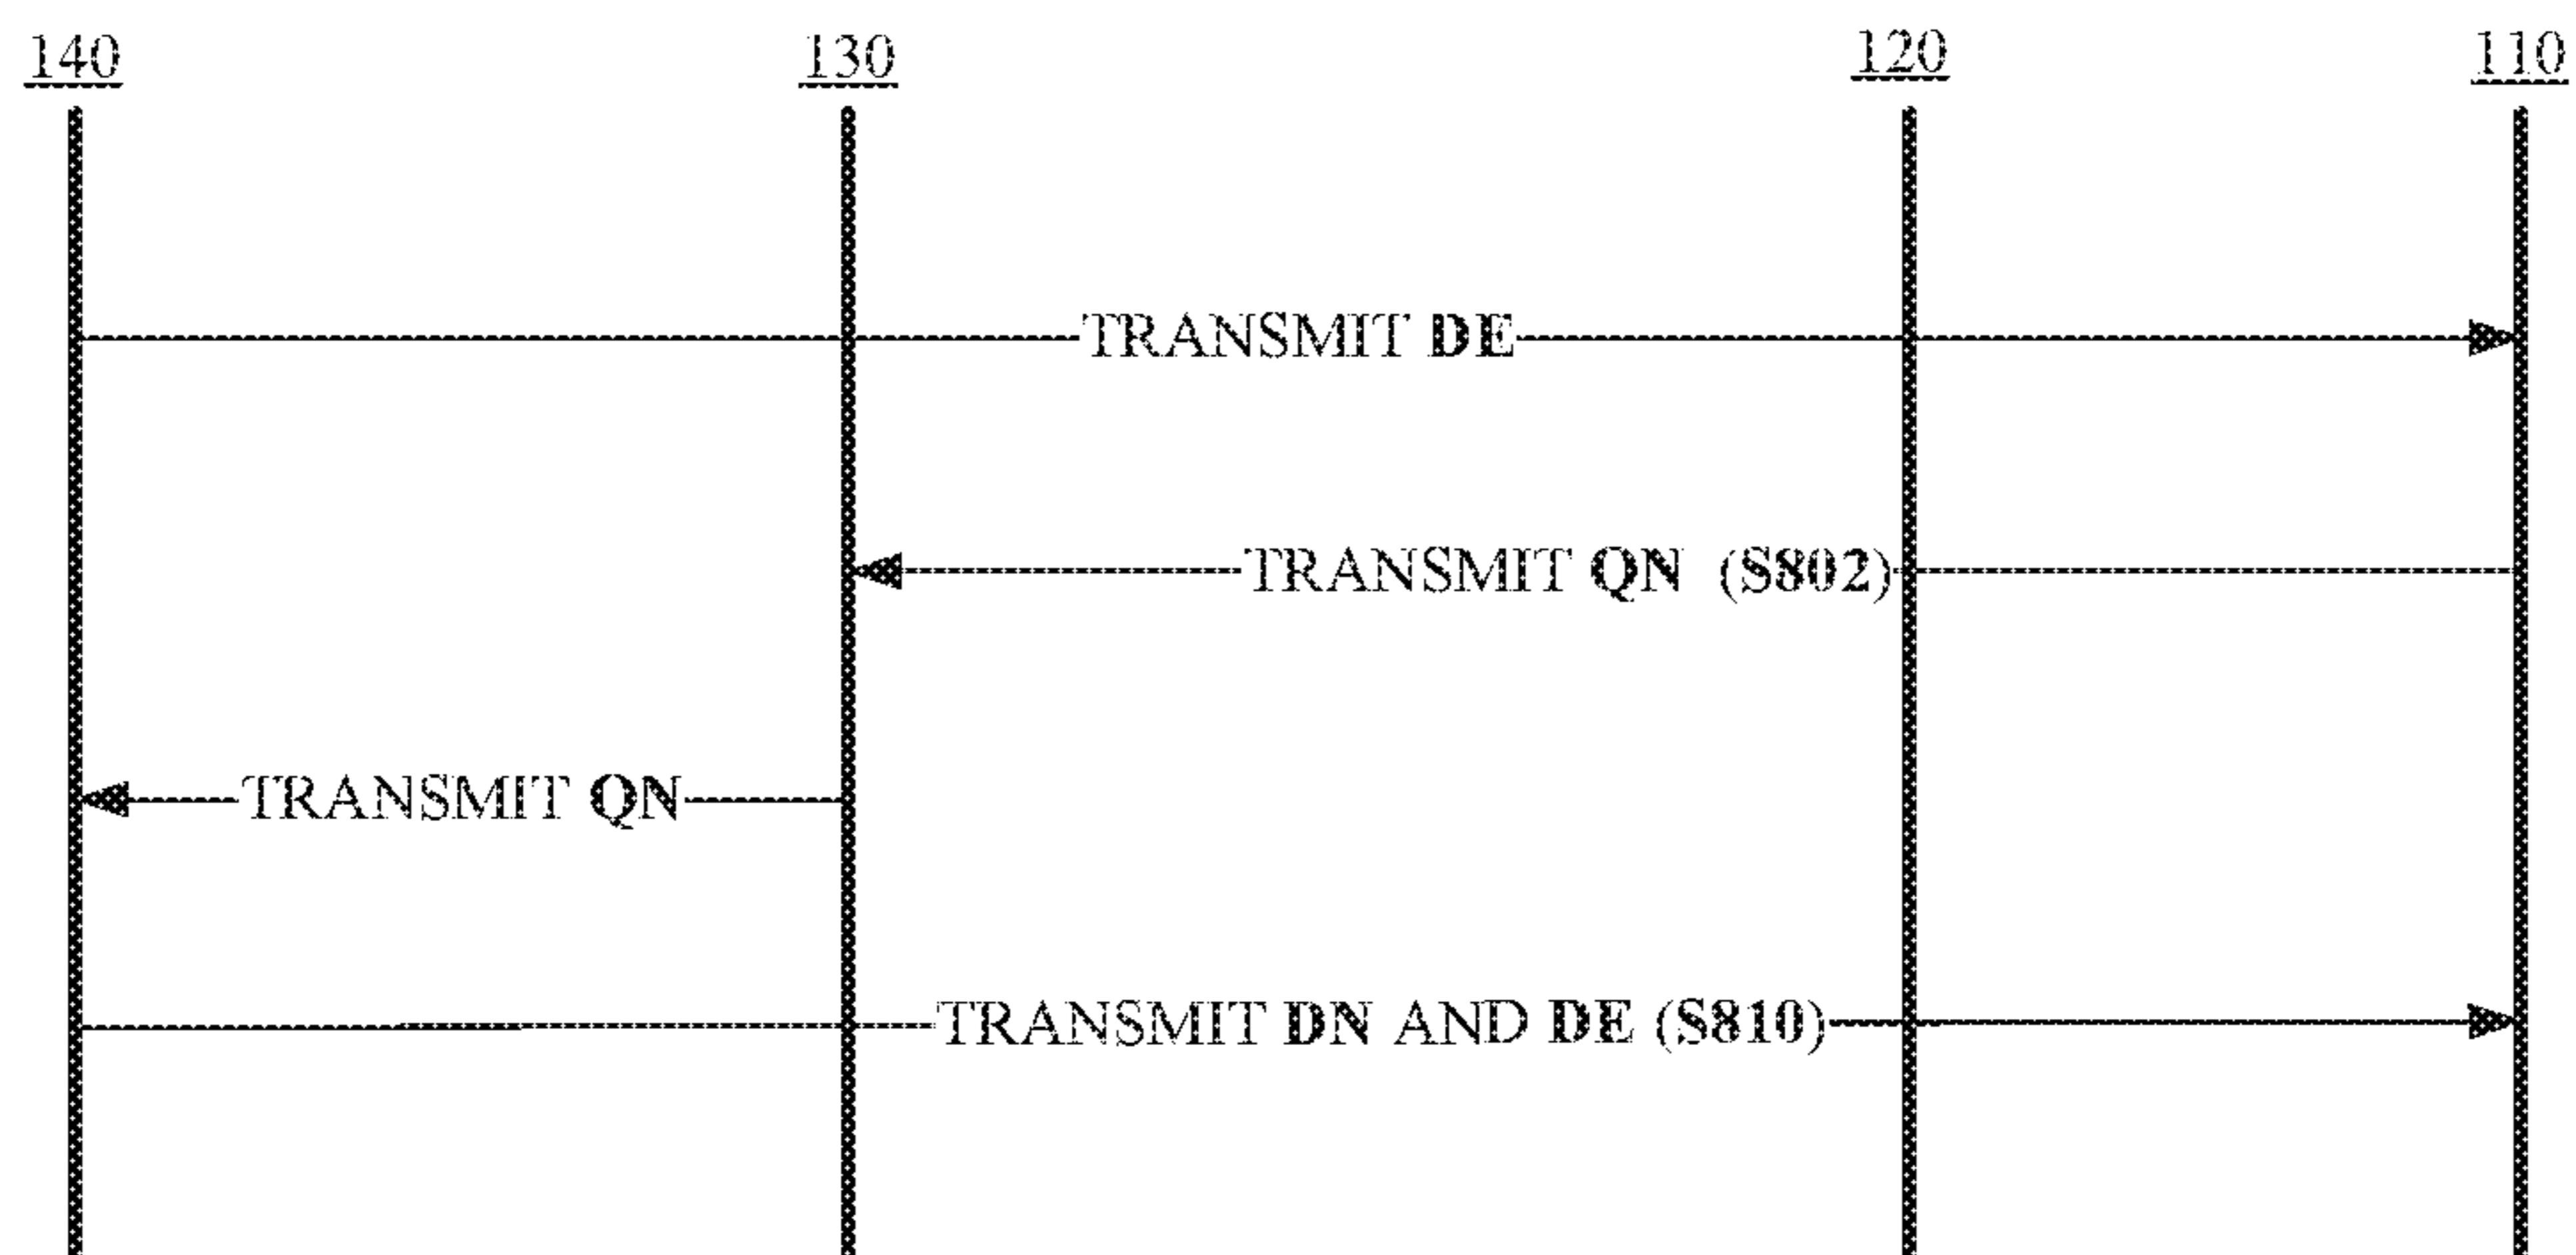 140 130 120 110
TRANSMIT DE
TRANSMIT QN (S802)
TRANSMIT QN
TRANSMIT DN AND DE (S810)